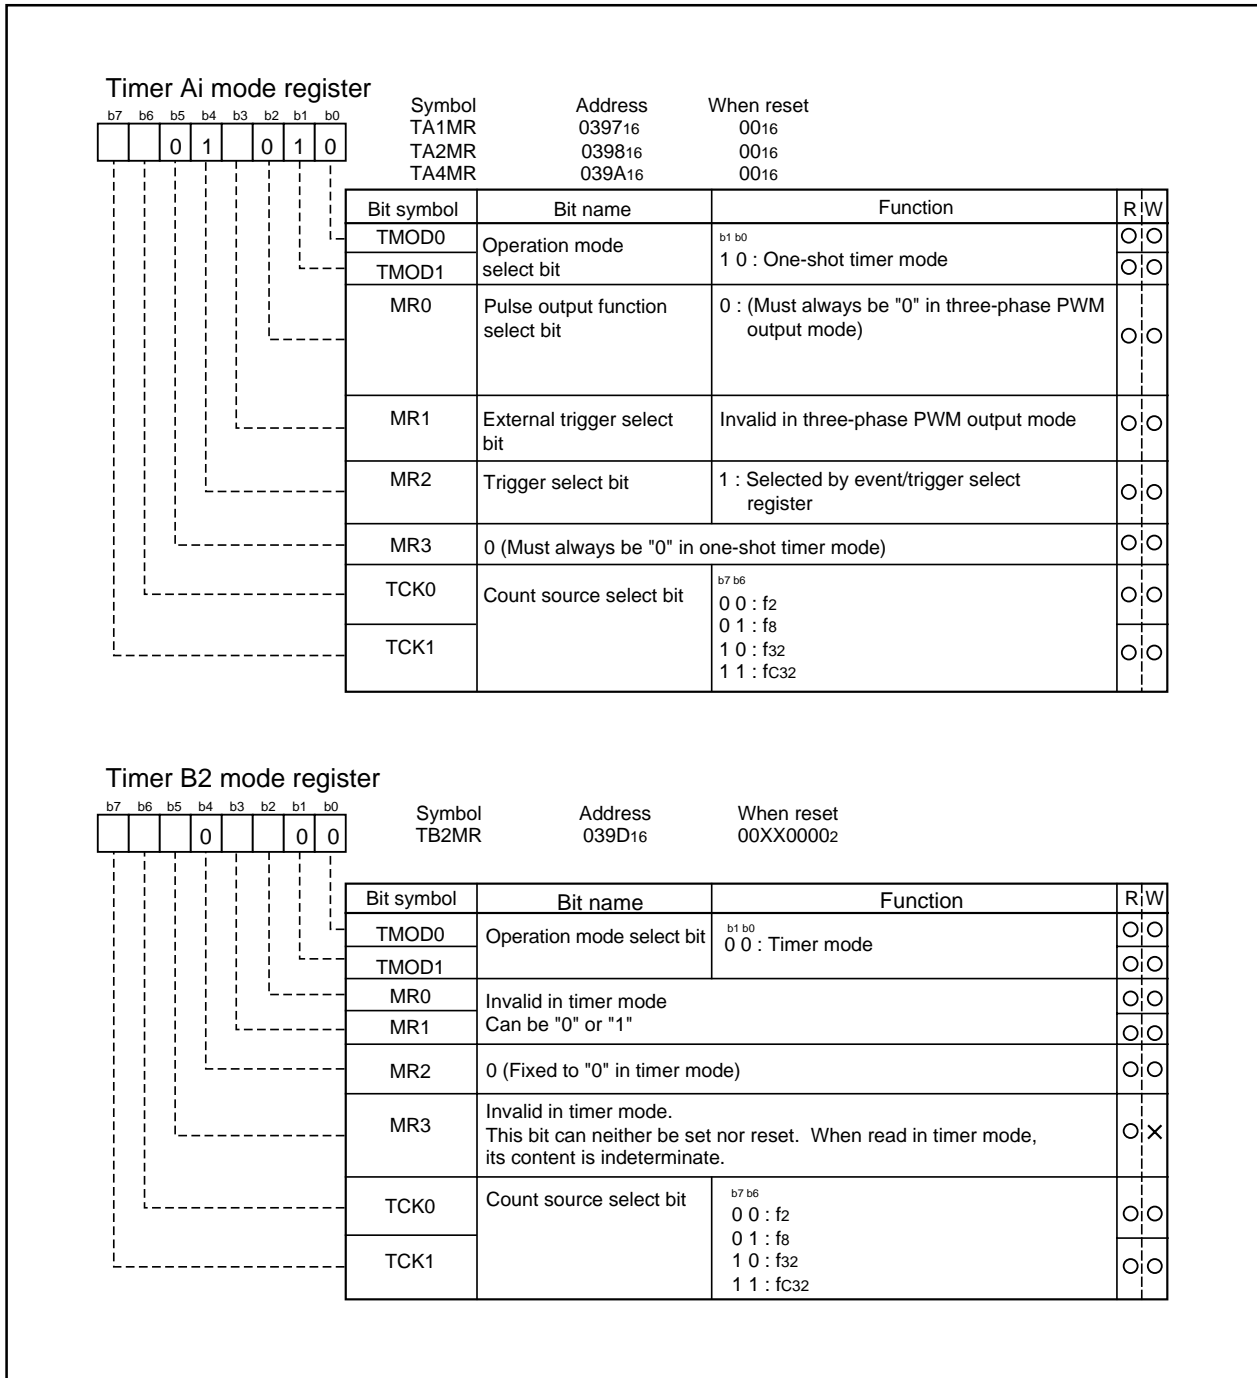 Timer Ai mode register
b7 b6 b5 b4 b3 b2 b1 b0
0 1 0 1 0
Symbol Address When reset
TA1MR 039716 0016
TA2MR 039816 0016
TA4MR 039A16 0016
Bit symbol Bit name Function R W
TMOD0 Operation mode b1 b0
TMOD1 select bit 1 0 : One-shot timer mode
MR0 Pulse output function 0 : (Must always be "0" in three-phase PWM
select bit output mode)
MR1 External trigger select Invalid in three-phase PWM output mode
bit
MR2 Trigger select bit 1 : Selected by event/trigger select
register
MR3 0 (Must always be "0" in one-shot timer mode)
TCK0 Count source select bit b7 b6
0 0 : f2
0 1 : f8
TCK1 1 0 : f32
1 1 : fC32
Timer B2 mode register
b7 b6 b5 b4 b3 b2 b1 b0
0 0 0
Symbol Address When reset
TB2MR 039D16 00XX00002
Bit symbol Bit name Function R W
TMOD0 Operation mode select bit b1 b0
0 0 : Timer mode
TMOD1
MR0 Invalid in timer mode
MR1 Can be "0" or "1"
MR2 0 (Fixed to "0" in timer mode)
MR3 Invalid in timer mode.
This bit can neither be set nor reset. When read in timer mode,
its content is indeterminate.
TCK0 Count source select bit b7 b6
0 0 : f2
0 1 : f8
TCK1 1 0 : f32
1 1 : fC32